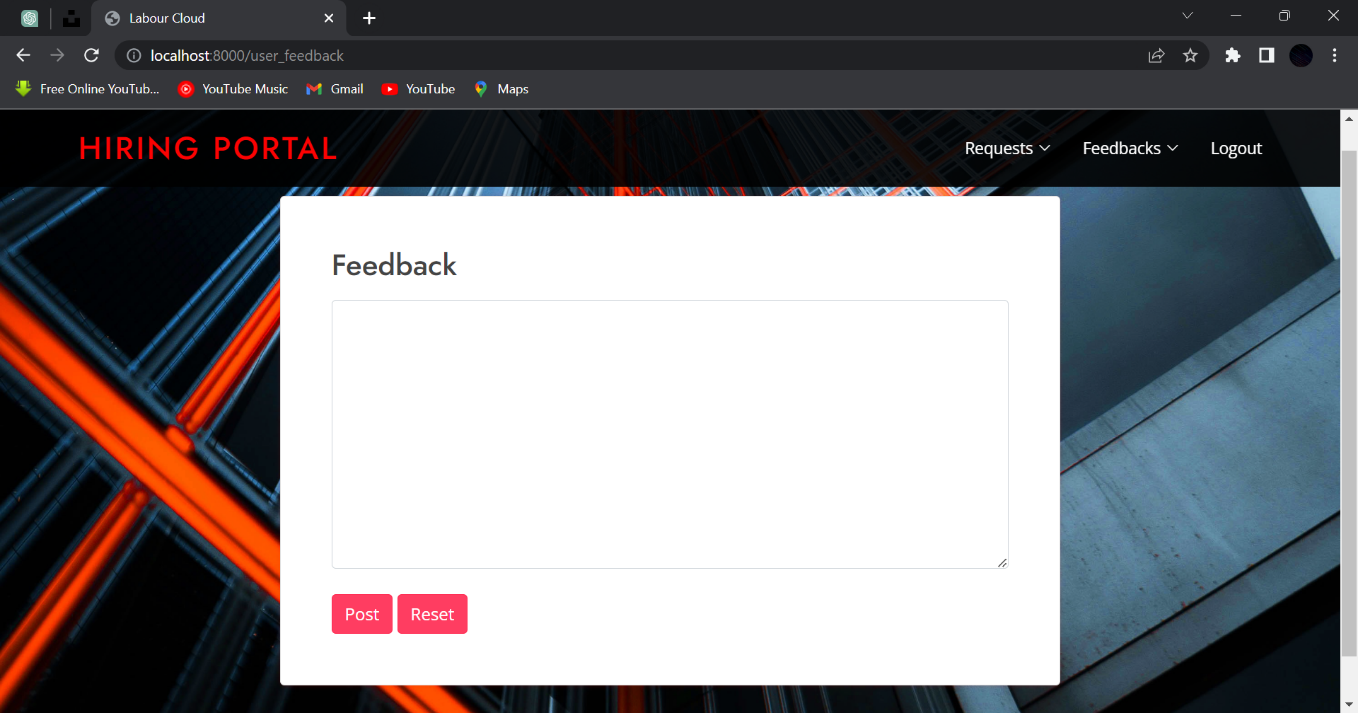 Labour Cloud
localhost:8000/user_feedback
Free Online YouTub... YouTube Music Gmail YouTube Maps
HIRING PORTAL Requests Feedbacks Logout
Feedback
Post Reset